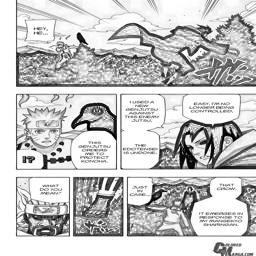 HEY,
HE...
EASY, I'M NO
LONGER BEING
CONTROLLED.
I USED A
NEW
GENJUTSU
AGAINST
THIS ENEMY
JUTSU.
THE
EDOTENSEI
IS UNDONE.
THIS
GENJUTSU
ORDERS
ME TO
PROTECT
KONOHA.
!?
THAT
CROW...
IT EMERGES IN
RESPONSE TO
MY MANGEKYO
SHARINGAN.
JUST
IN
CASE...
WHAT
DO YOU
MEAN?
COLORED
MANGA.COM